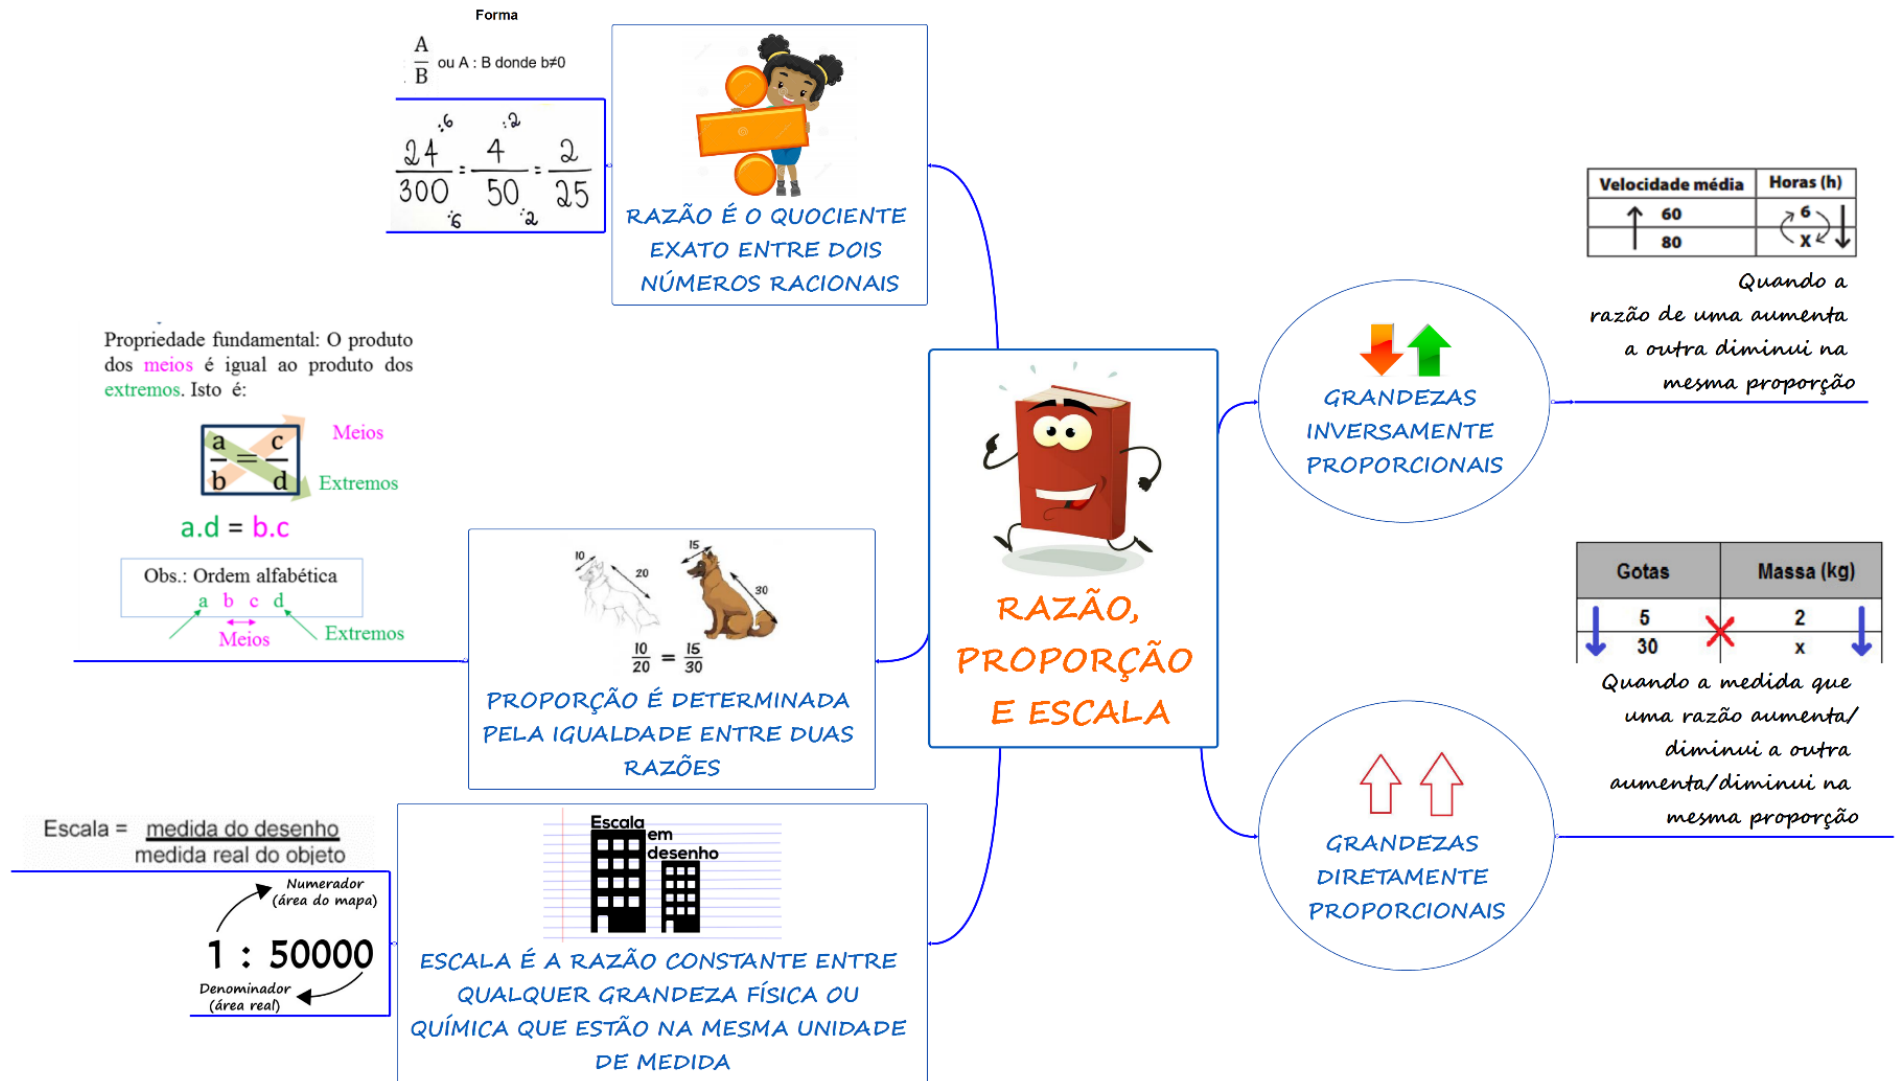 Forma
A
B
ou A : B donde b≠0
:6 :2
24 = 4 = 2
300 50 25
:6 :2
RAZÃO É O QUOCIENTE
EXATO ENTRE DOIS
NÚMEROS RACIONAIS
Propriedade fundamental: O produto
dos meios é igual ao produto dos
extremos. Isto é:
a = c
b d
Meios
Extremos
a.d = b.c
Obs.: Ordem alfabética
a b c d
Meios
Extremos
10
20
15
30
10 = 15
20 30
PROPORÇÃO É DETERMINADA
PELA IGUALDADE ENTRE DUAS
RAZÕES
Escala = medida do desenho
medida real do objeto
Numerador
(área do mapa)
1 : 50000
Denominador
(área real)
Escala
em
desenho
ESCALA É A RAZÃO CONSTANTE ENTRE
QUALQUER GRANDEZA FÍSICA OU
QUÍMICA QUE ESTÃO NA MESMA UNIDADE
DE MEDIDA
RAZÃO,
PROPORÇÃO
E ESCALA
GRANDEZAS
INVERSAMENTE
PROPORCIONAIS
Velocidade média Horas (h)
60 6
80 x
Quando a
razão de uma aumenta
a outra diminui na
mesma proporção
GRANDEZAS
DIRETAMENTE
PROPORCIONAIS
Gotas Massa (kg)
5 2
30 x
Quando a medida que
uma razão aumenta/
diminui a outra
aumenta/diminui na
mesma proporção